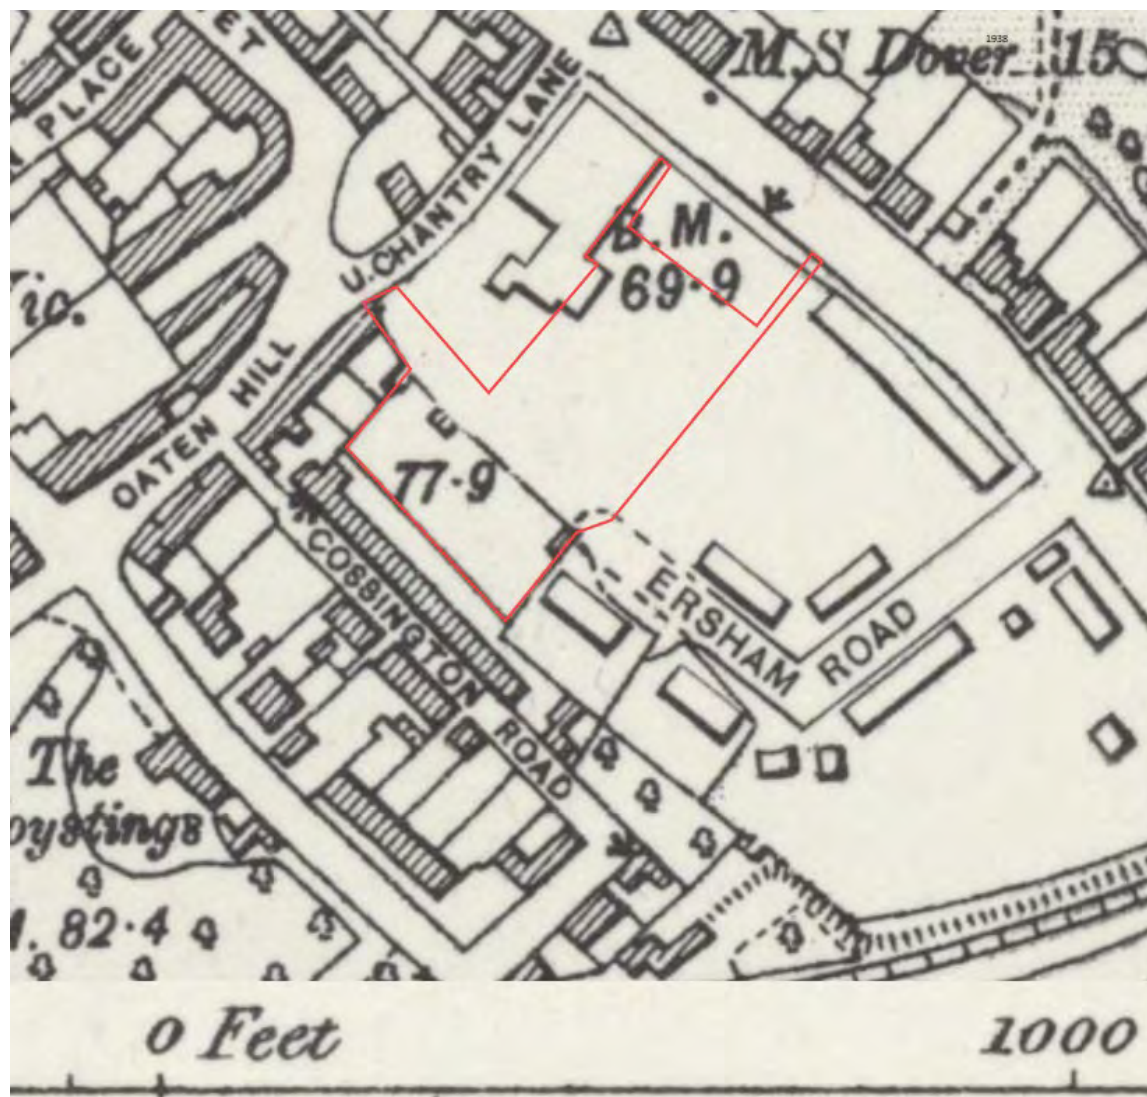 PLACE
ET
1938
M.S Dover 15
U. CHANTRY LANE
B.M.
69·9
OATEN HILL
77·9
COSSINGTON ROAD
ERSHAM ROAD
The
82·4
0 Feet
1000